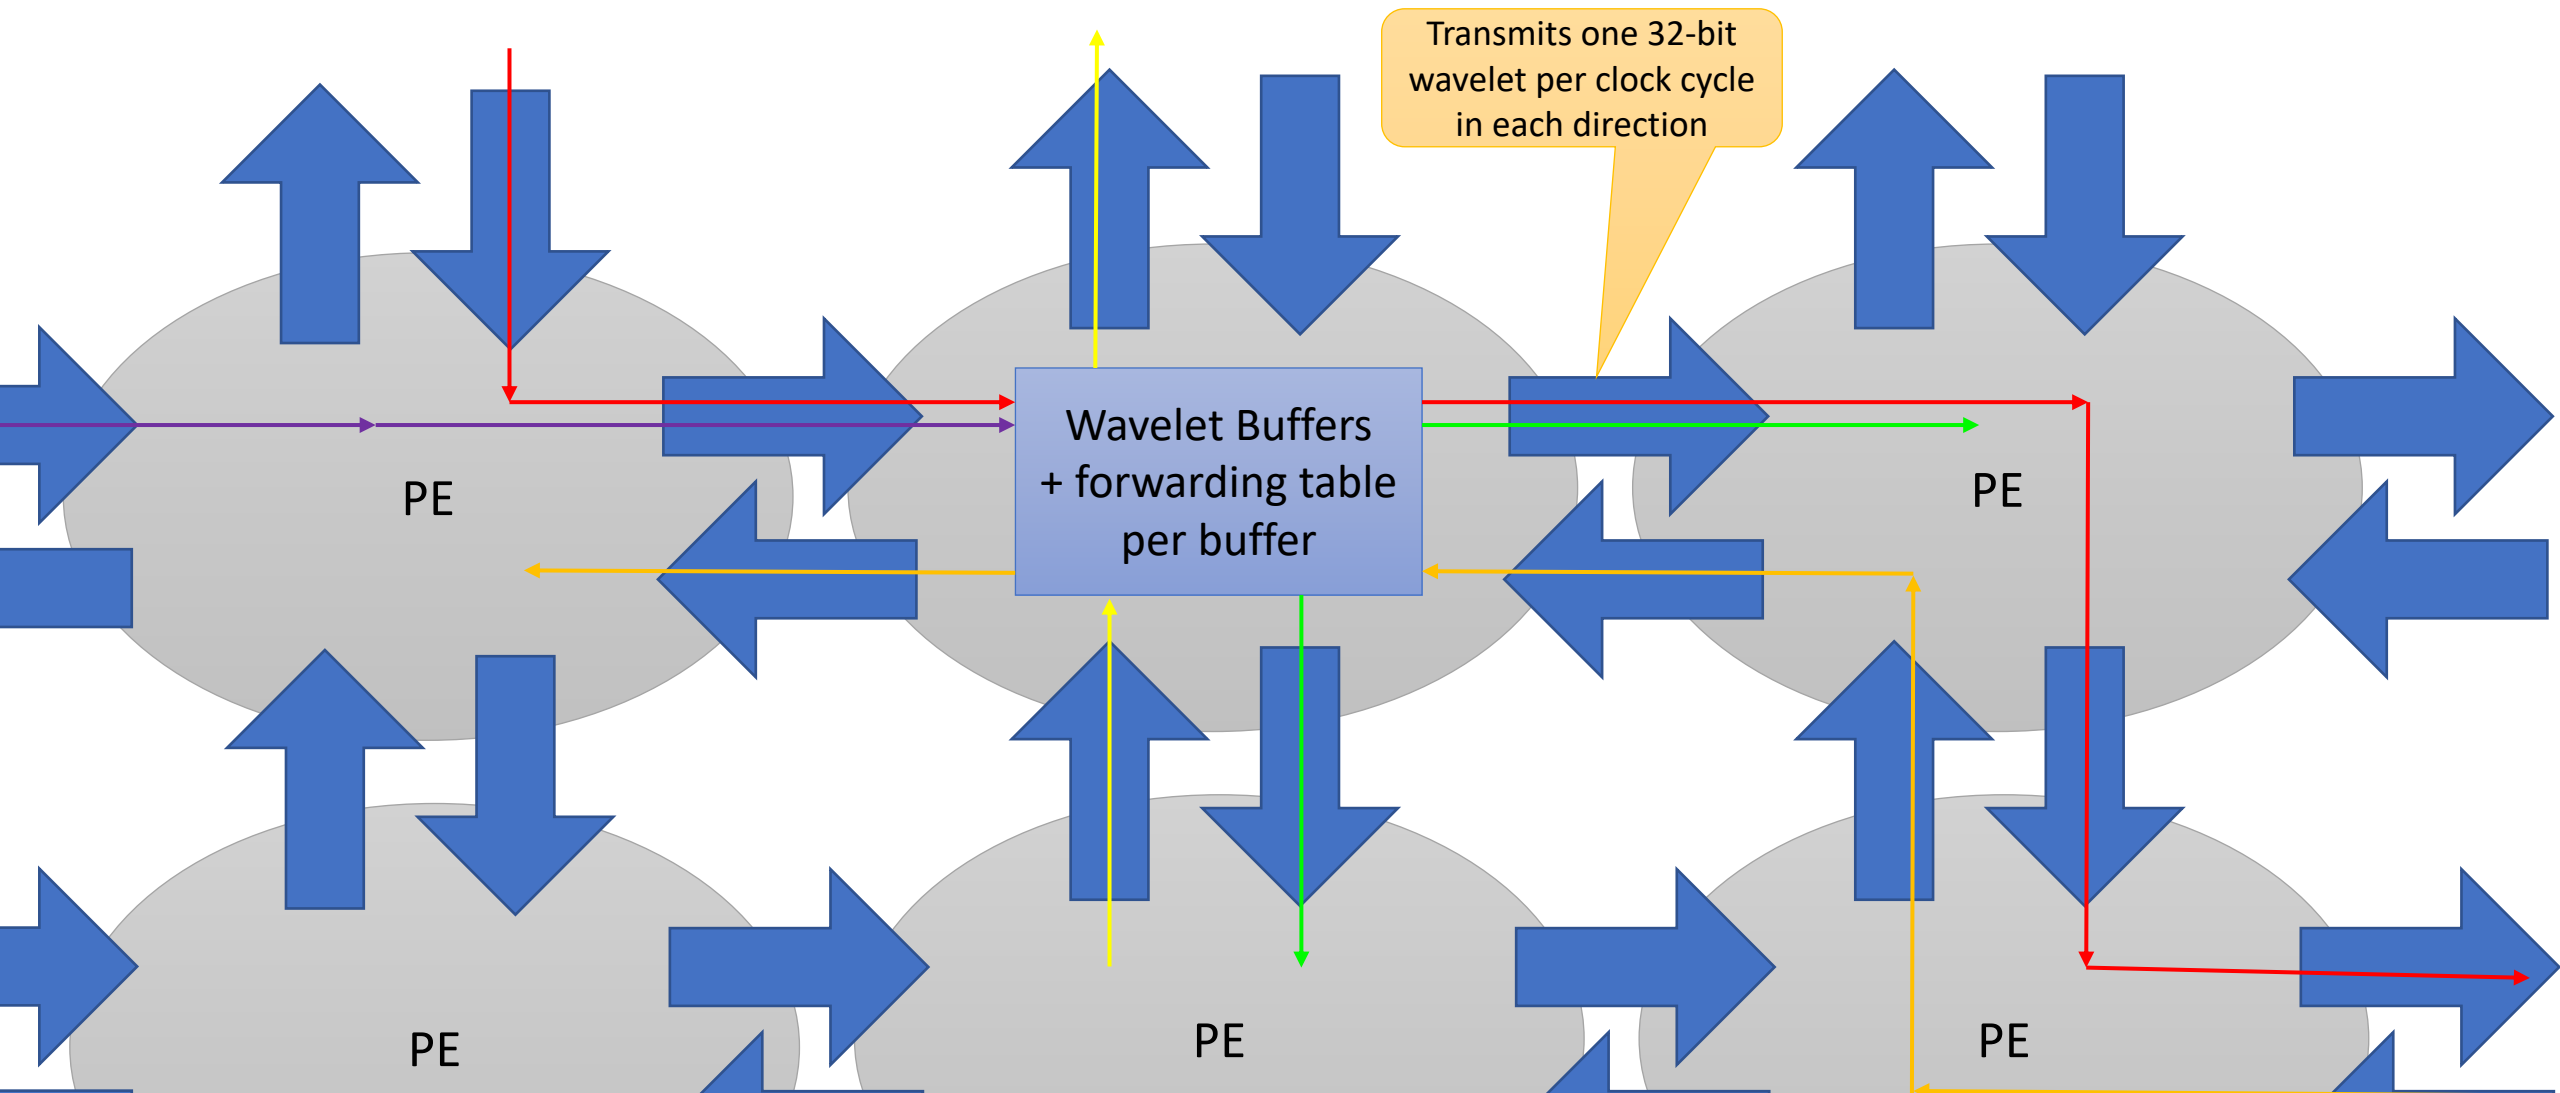 Transmits one 32-bit
wavelet per clock cycle
in each direction
Wavelet Buffers
+ forwarding table
per buffer
PE
PE
PE
PE
PE